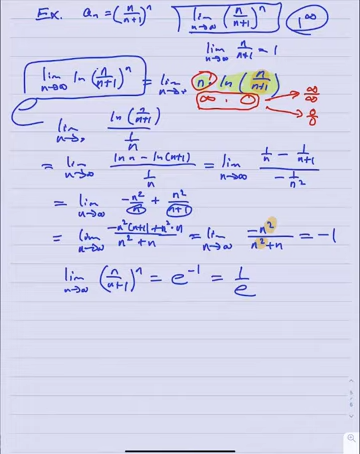 Ex. aₙ = (n/(n+1))ⁿ lim n→∞ (n/(n+1))ⁿ 1^∞
lim n→∞ n/(n+1) = 1
lim n→∞ ln (n/(n+1))ⁿ = lim n→∞ n · ln (n/(n+1))
∞ · 0 → ∞/∞
→ 0/0
lim n→∞ ln(n/(n+1)) / (1/n)
= lim n→∞ (ln n − ln(n+1)) / (1/n) = lim n→∞ (1/n − 1/(n+1)) / (−1/n²)
= lim n→∞ −n²/n + n²/(n+1)
= lim n→∞ (−n²(n+1) + n²·n) / (n²+n) = lim n→∞ −n²/(n²+n) = −1
lim n→∞ (n/(n+1))ⁿ = e⁻¹ = 1/e